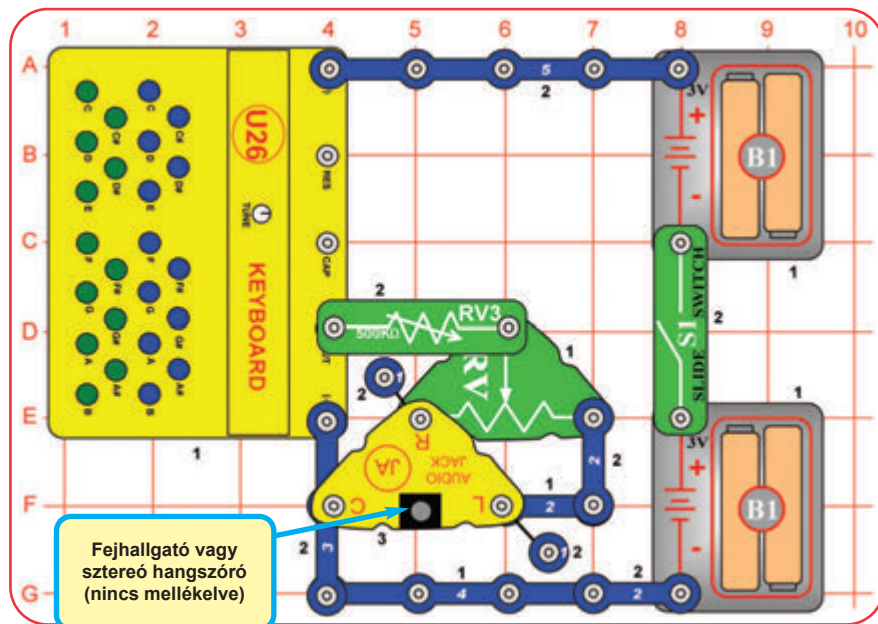 1 2 3 4 5 6 7 8 9 10
A
B
C
D
E
F
G
C
C#
D
D#
E
F
F#
G
G#
A
A#
B
C
C#
D
D#
E
F
F#
G
G#
A
A#
B
U26
TUNE
KEYBOARD
RES
CAP
1
5
2
3V
+
-
B1
1
SLIDE SWITCH
S1
2
2
RV3
500kΩ
1
RV
1
2
R
JA
AUDIO
JACK
C
L
3
1
2
2
2
1
2
3
2
1
4
2
2
1
3V
+
-
B1
Fejhallgató vagy
sztereó hangszóró
(nincs mellékelve)